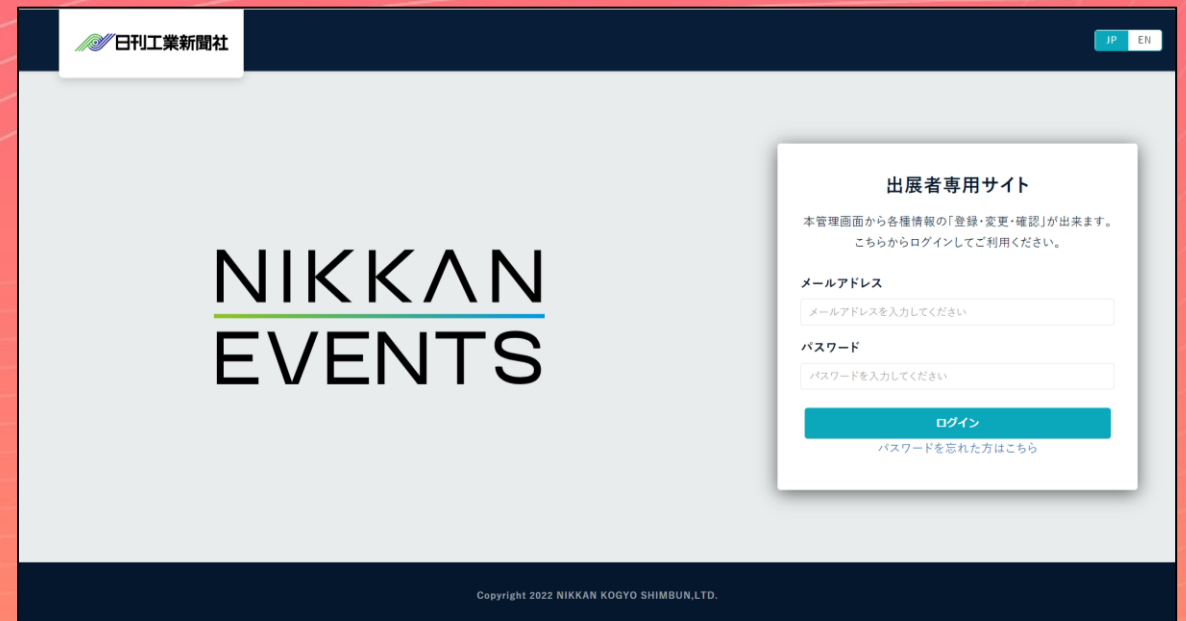 日刊工業新聞社
JP EN
NIKKAN
EVENTS
出展者専用サイト
本管理画面から各種情報の「登録・変更・確認」が出来ます。
こちらからログインしてご利用ください。
メールアドレス
メールアドレスを入力してください
パスワード
パスワードを入力してください
ログイン
パスワードを忘れた方はこちら
Copyright 2022 NIKKAN KOGYO SHIMBUN,LTD.